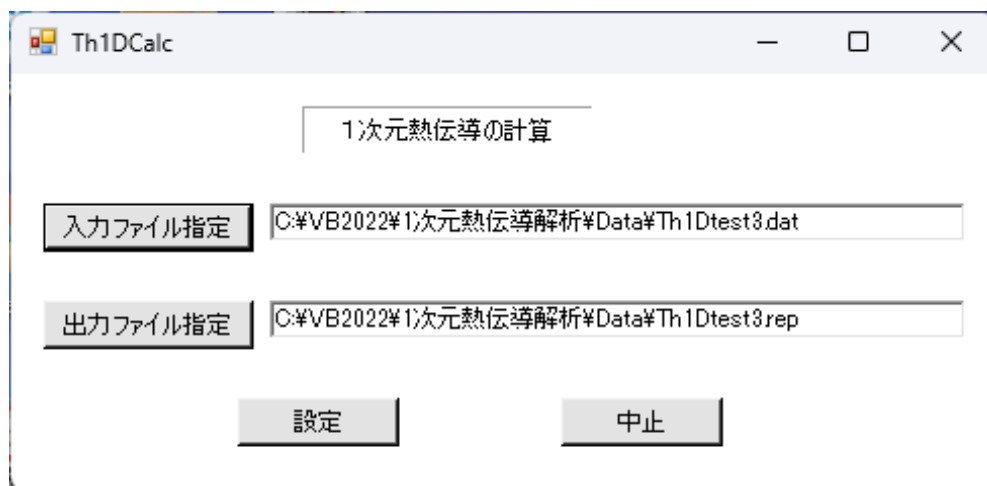 Th1DCalc
１次元熱伝導の計算
入力ファイル指定
C:¥VB2022¥1次元熱伝導解析¥Data¥Th1Dtest3.dat
出力ファイル指定
C:¥VB2022¥1次元熱伝導解析¥Data¥Th1Dtest3.rep
設定
中止